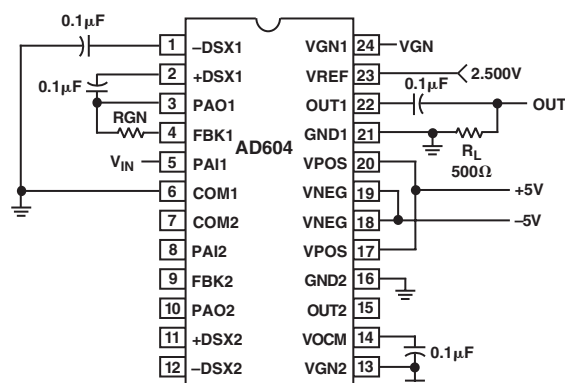 0.1µF
1 –DSX1 VGN1 24 VGN
0.1µF
2 +DSX1 VREF 23 2.500V
0.1µF
3 PAO1 OUT1 22 OUT
RGN
4 FBK1 GND1 21
AD604
RL
500Ω
VIN 5 PAI1 VPOS 20
6 COM1 VNEG 19 +5V
7 COM2 VNEG 18 –5V
8 PAI2 VPOS 17
9 FBK2 GND2 16
10 PAO2 OUT2 15
11 +DSX2 VOCM 14
0.1µF
12 –DSX2 VGN2 13